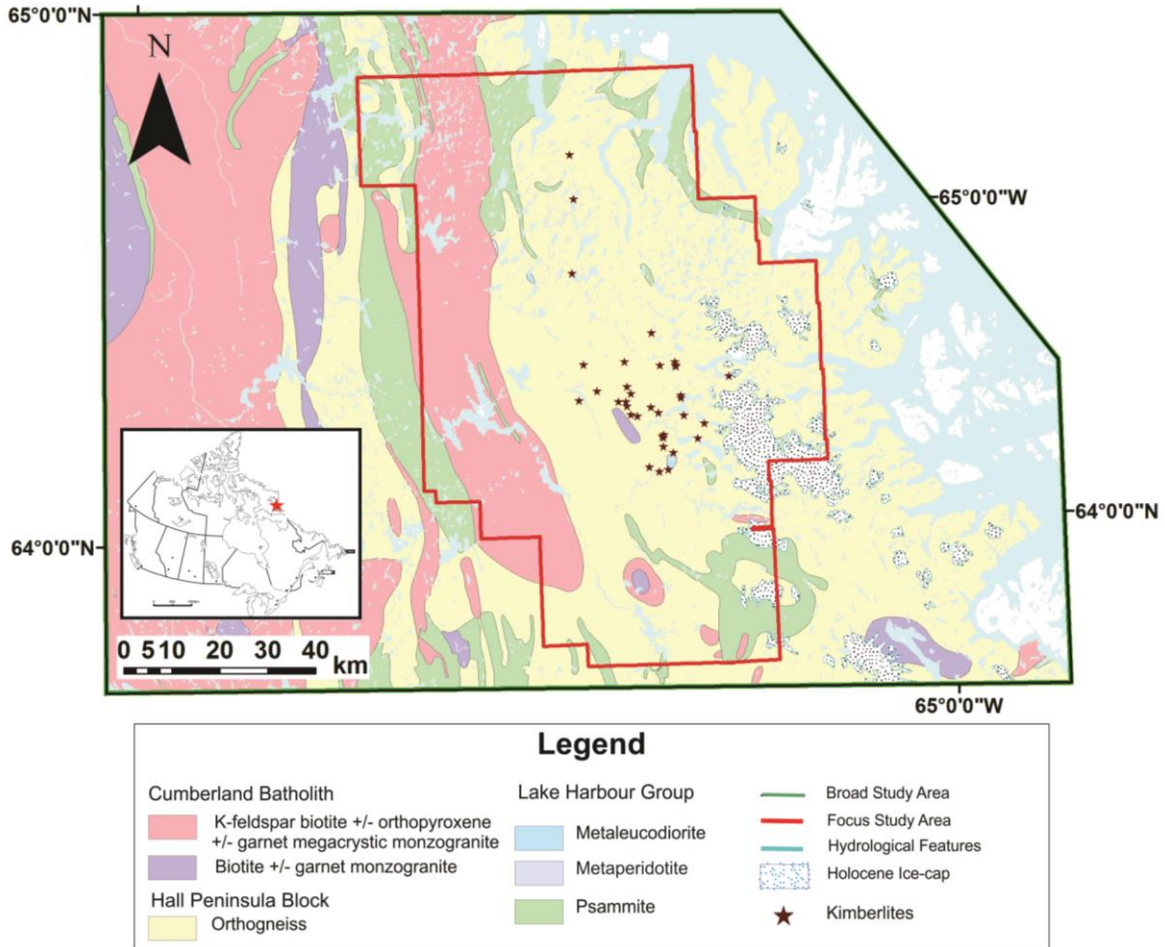 65°0'0"N
N
65°0'0"W
64°0'0"N
64°0'0"N
0 5 10 20 30 40
km
65°0'0"W
Legend
Cumberland Batholith
K-feldspar biotite +/- orthopyroxene
+/- garnet megacrystic monzogranite
Biotite +/- garnet monzogranite
Hall Peninsula Block
Orthogneiss
Lake Harbour Group
Metaleucodiorite
Metaperidotite
Psammite
Broad Study Area
Focus Study Area
Hydrological Features
Holocene Ice-cap
Kimberlites